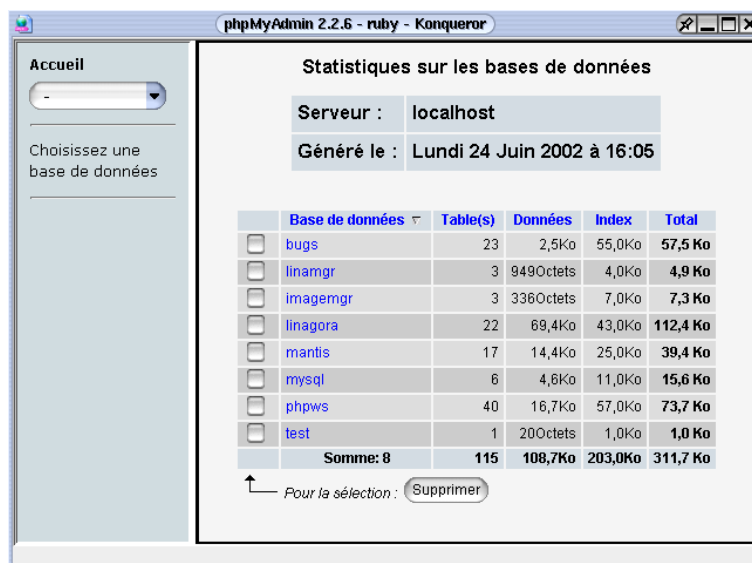 phpMyAdmin 2.2.6 - ruby - Konqueror
Accueil
-
Choisissez une
base de données
Statistiques sur les bases de données
Serveur : localhost
Généré le : Lundi 24 Juin 2002 à 16:05
Base de données Table(s) Données Index Total
bugs 23 2,5Ko 55,0Ko 57,5 Ko
linamgr 3 949Octets 4,0Ko 4,9 Ko
imagemgr 3 336Octets 7,0Ko 7,3 Ko
linagora 22 69,4Ko 43,0Ko 112,4 Ko
mantis 17 14,4Ko 25,0Ko 39,4 Ko
mysql 6 4,6Ko 11,0Ko 15,6 Ko
phpws 40 16,7Ko 57,0Ko 73,7 Ko
test 1 20Octets 1,0Ko 1,0 Ko
Somme: 8 115 108,7Ko 203,0Ko 311,7 Ko
Pour la sélection : Supprimer